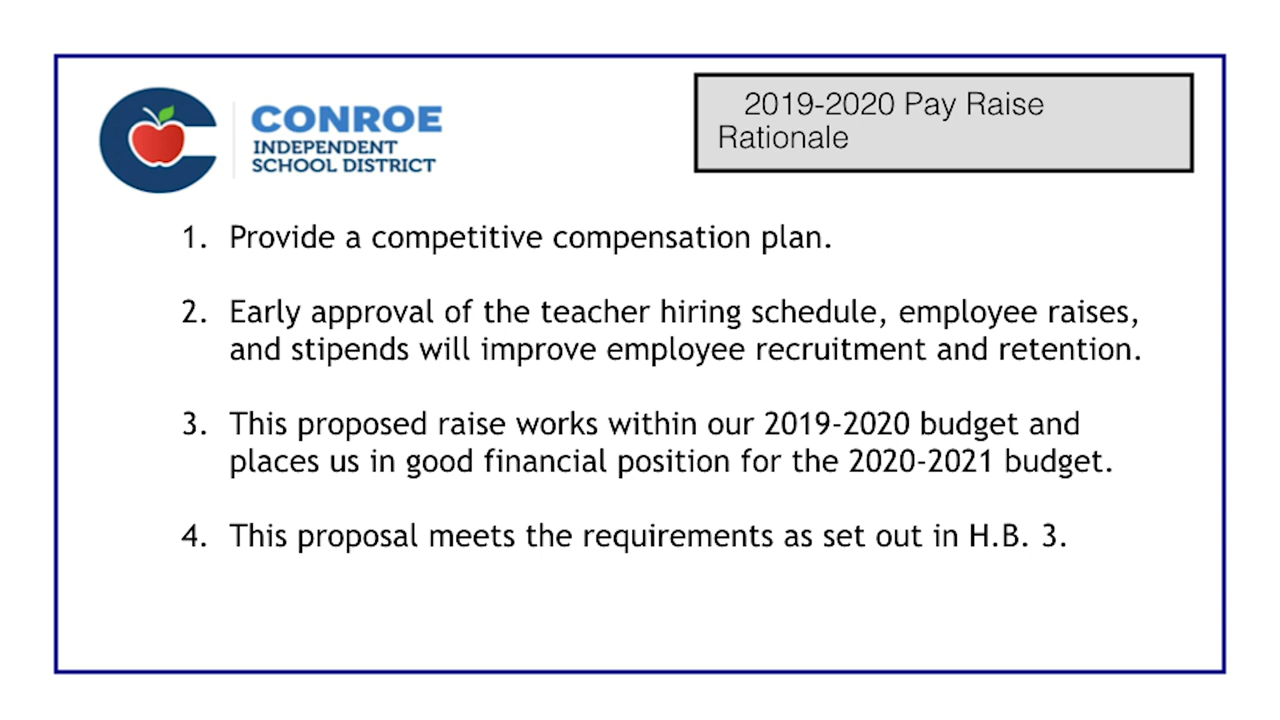 CONROE
INDEPENDENT
SCHOOL DISTRICT
2019-2020 Pay Raise
Rationale
1. Provide a competitive compensation plan.
2. Early approval of the teacher hiring schedule, employee raises,
and stipends will improve employee recruitment and retention.
3. This proposed raise works within our 2019-2020 budget and
places us in good financial position for the 2020-2021 budget.
4. This proposal meets the requirements as set out in H.B. 3.